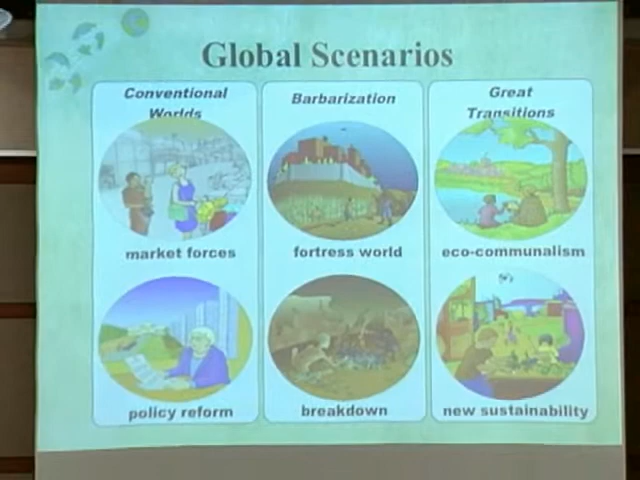 Global Scenarios
Conventional
Worlds
market forces
policy reform
Barbarization
fortress world
breakdown
Great
Transitions
eco-communalism
new sustainability